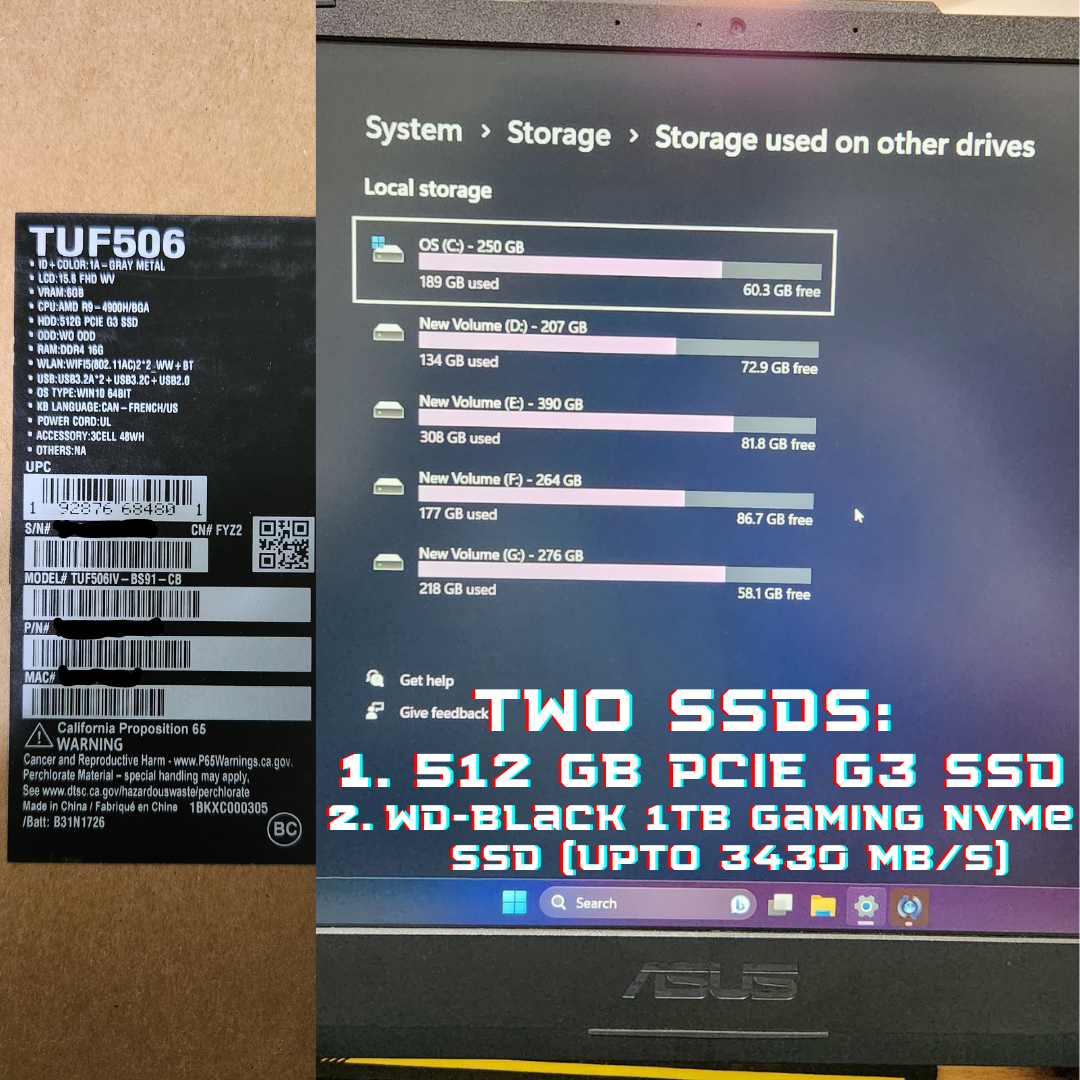 TUF506
• ID+COLOR:1A-GRAY METAL
• LCD:15.6 FHD WV
• VRAM:6GB
• CPU:AMD R9-4900H/BGA
• HDD:512G PCIE G3 SSD
• ODD:WO ODD
• RAM:DDR4 16G
• WLAN:WIFI5(802.11AC)2*2_WW+BT
• USB:USB3.2A*2+USB3.2C+USB2.0
• OS TYPE:WIN10 64BIT
• KB LANGUAGE:CAN-FRENCH/US
• POWER CORD:UL
• ACCESSORY:3CELL 48WH
• OTHERS:NA
UPC
1 92876 68480 1
S/N# CN# FYZ2
MODEL# TUF506IV-BS91-CB
P/N#
MAC#
California Proposition 65
WARNING
Cancer and Reproductive Harm - www.P65Warnings.ca.gov.
Perchlorate Material - special handling may apply,
See www.dtsc.ca.gov/hazardouswaste/perchlorate
Made in China / Fabriqué en Chine 1BKXC000305
/Batt: B31N1726
BC
System > Storage > Storage used on other drives
Local storage
OS (C:) - 250 GB
189 GB used 60.3 GB free
New Volume (D:) - 207 GB
134 GB used 72.9 GB free
New Volume (E:) - 390 GB
308 GB used 81.8 GB free
New Volume (F:) - 264 GB
177 GB used 86.7 GB free
New Volume (G:) - 276 GB
218 GB used 58.1 GB free
Get help
Give feedback
TWO SSDS:
1. 512 GB PCIE G3 SSD
2. WD-BLACK 1TB GAMING NVME
SSD (UPTO 3430 MB/S)
Search
ASUS